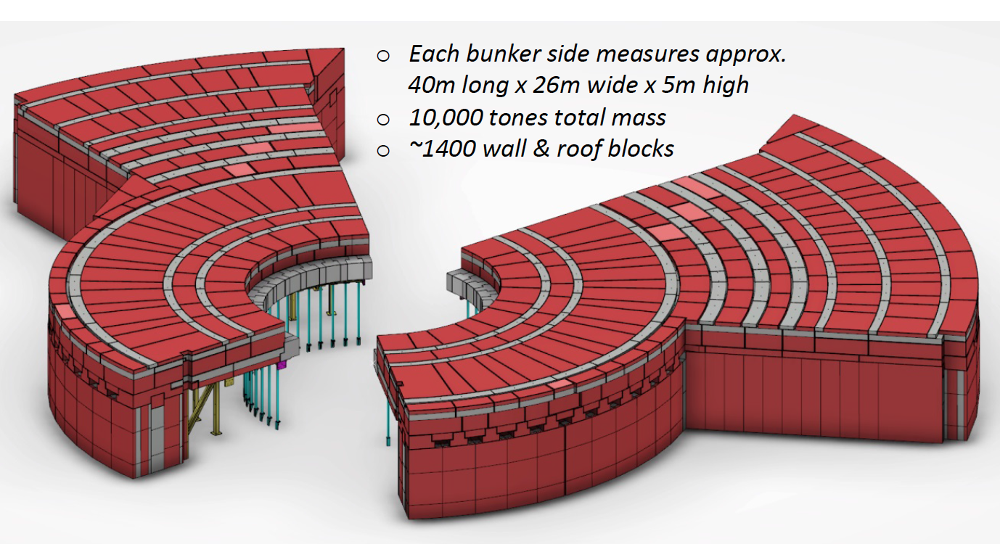 o Each bunker side measures approx.
40m long x 26m wide x 5m high
o 10,000 tones total mass
o ~1400 wall & roof blocks